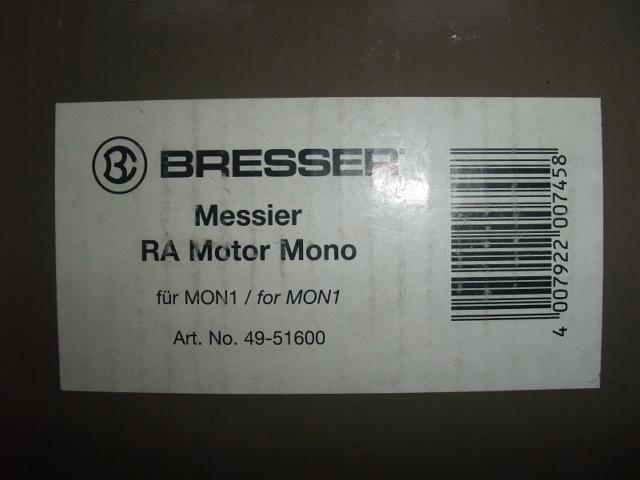 BRESSER®
Messier
RA Motor Mono
für MON1 / for MON1
Art. No. 49-51600
4 007922 007458